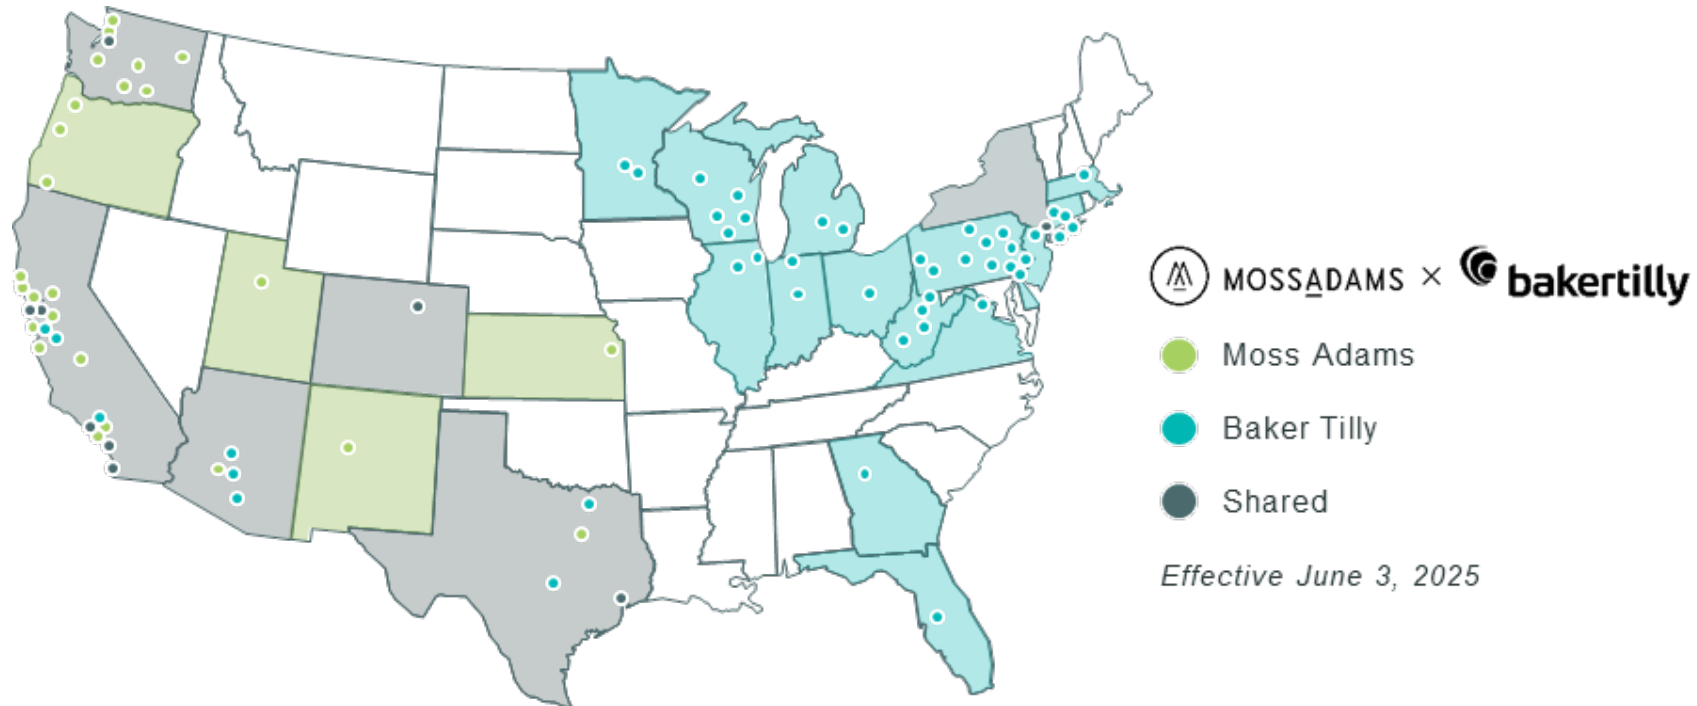 MOSSADAMS × bakertilly
Moss Adams
Baker Tilly
Shared
Effective June 3, 2025